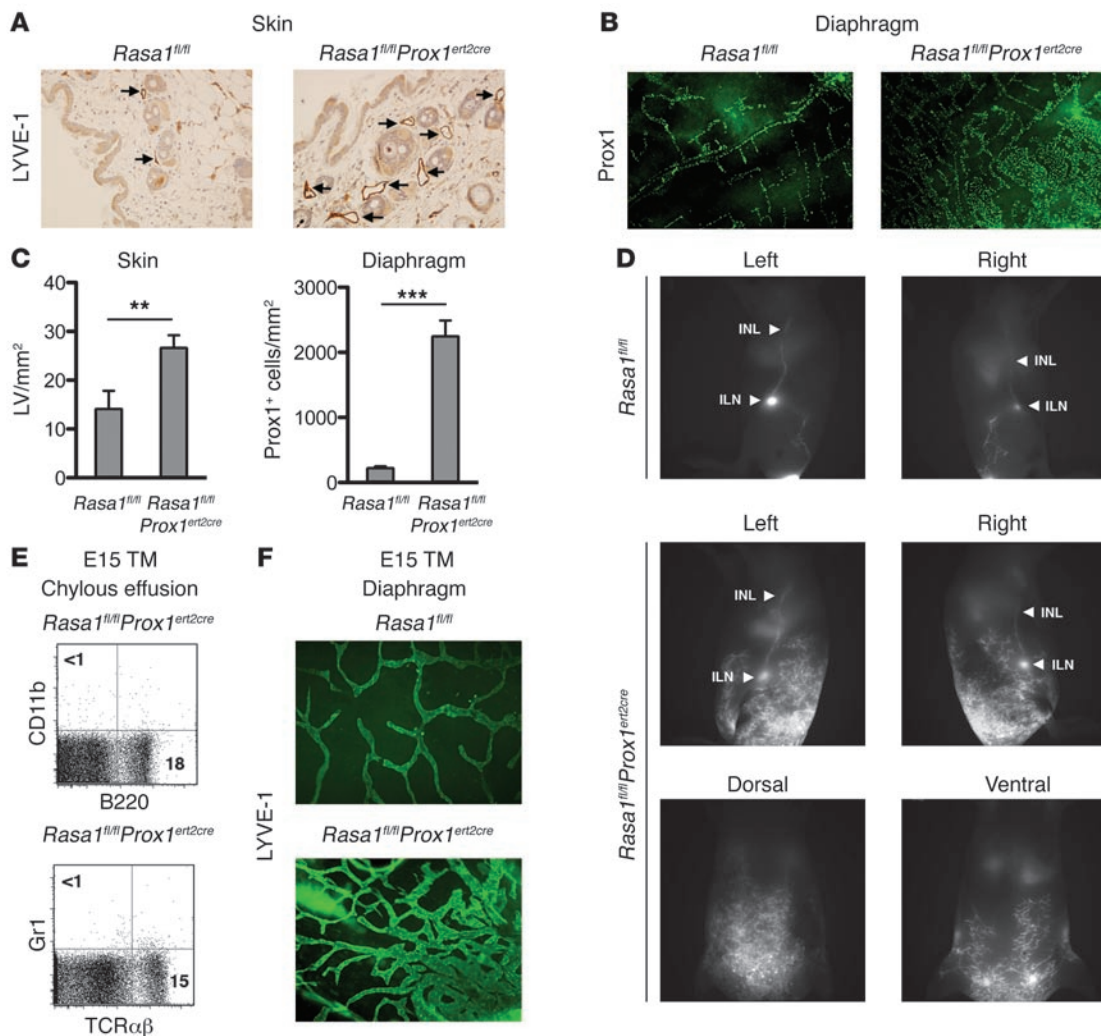 A
Skin
Rasa1fl/fl
Rasa1fl/flProx1ert2cre
LYVE-1
B
Diaphragm
Rasa1fl/fl
Rasa1fl/flProx1ert2cre
Prox1
C
Skin
LV/mm2
40
30
20
10
0
**
Rasa1fl/fl
Rasa1fl/fl
Prox1ert2cre
Diaphragm
Prox1+ cells/mm2
3000
2000
1000
0
***
Rasa1fl/fl
Rasa1fl/fl
Prox1ert2cre
D
Left
Right
Rasa1fl/fl
INL
ILN
INL
ILN
Left
Right
Rasa1fl/flProx1ert2cre
INL
ILN
INL
ILN
Dorsal
Ventral
E
E15 TM
Chylous effusion
Rasa1fl/flProx1ert2cre
<1
CD11b
18
B220
Rasa1fl/flProx1ert2cre
<1
Gr1
15
TCRαβ
F
E15 TM
Diaphragm
Rasa1fl/fl
LYVE-1
Rasa1fl/flProx1ert2cre